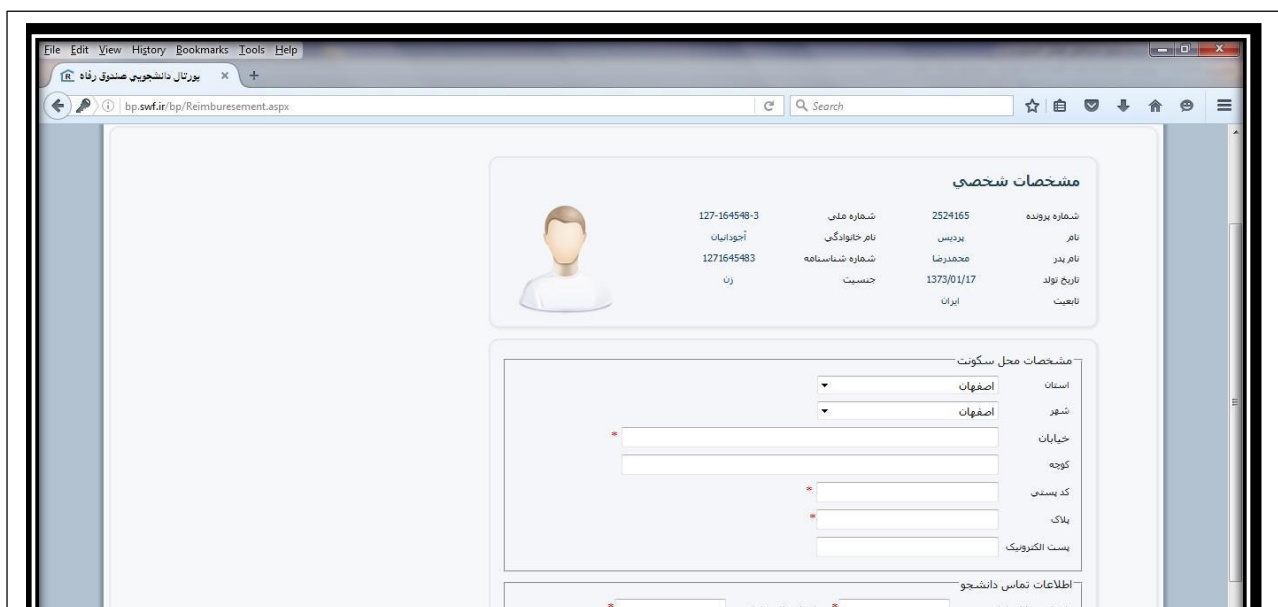 File Edit View History Bookmarks Tools Help
پورتال دانشجويي صندوق رفاه
bp.swf.ir/bp/Reimburesement.aspx Search
مشخصات شخصي
شماره پرونده 2524165 شماره ملی 127-164548-3
نام پردیس نام خانوادگی آجودانیان
نام پدر محمدرضا شماره شناسنامه 1271645483
تاریخ تولد 1373/01/17 جنسیت زن
تابعیت ایران
مشخصات محل سکونت
استان اصفهان
شهر اصفهان
خیابان *
کوچه
کد پستی *
پلاک *
پست الکترونیک
اطلاعات تماس دانشجو